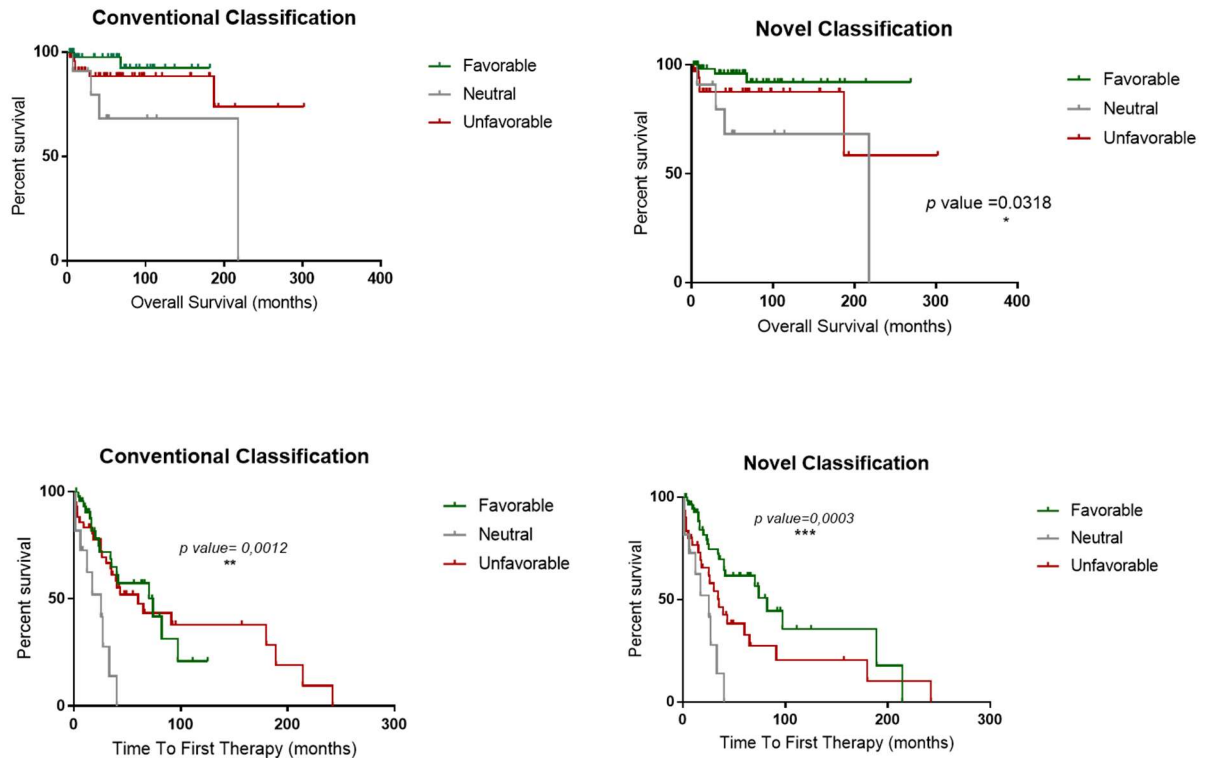 Conventional Classification
100
50
0
Percent survival
0 100 200 300 400
Overall Survival (months)
Favorable
Neutral
Unfavorable
Novel Classification
100
50
0
Percent survival
0 100 200 300 400
Overall Survival (months)
Favorable
Neutral
Unfavorable
p value =0.0318
*
Conventional Classification
100
50
0
Percent survival
0 100 200 300
Time To First Therapy (months)
p value= 0,0012
**
Favorable
Neutral
Unfavorable
Novel Classification
100
50
0
Percent survival
0 100 200 300
Time To First Therapy (months)
p value=0,0003
***
Favorable
Neutral
Unfavorable